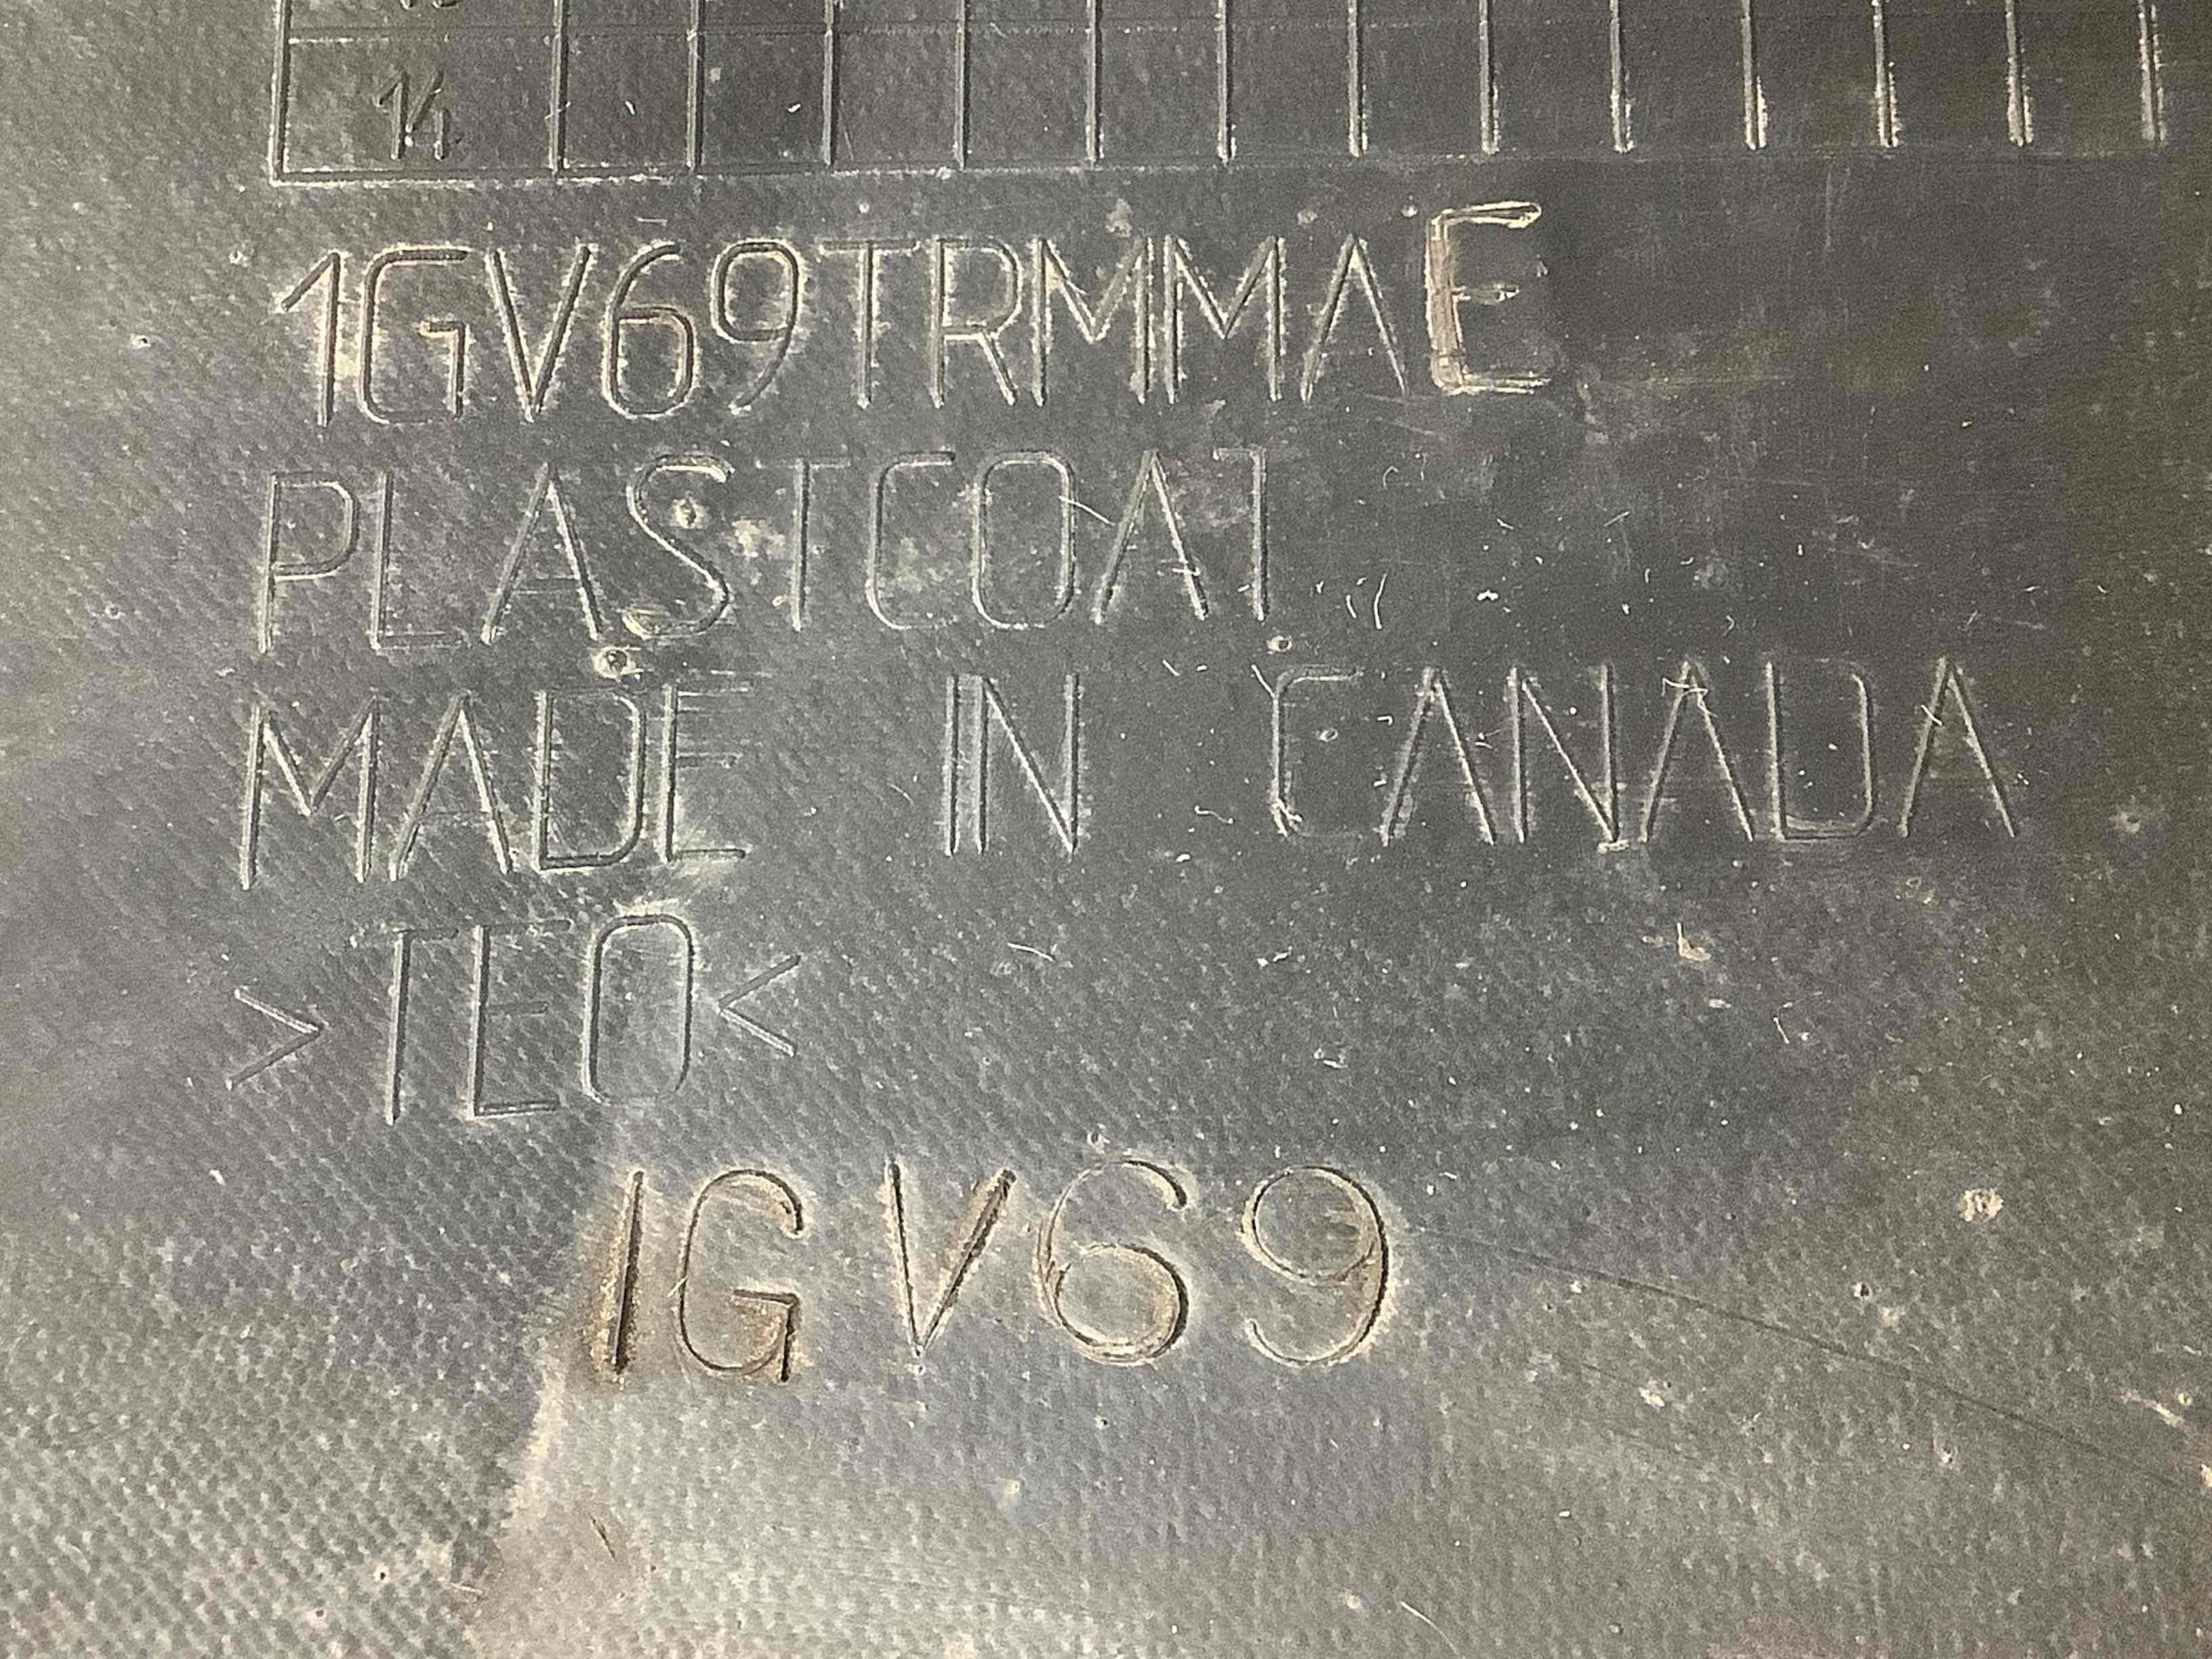 14
1GV69TRMMAE
PLASTCOAT
MADE IN CANADA
>TEO<
1GV69